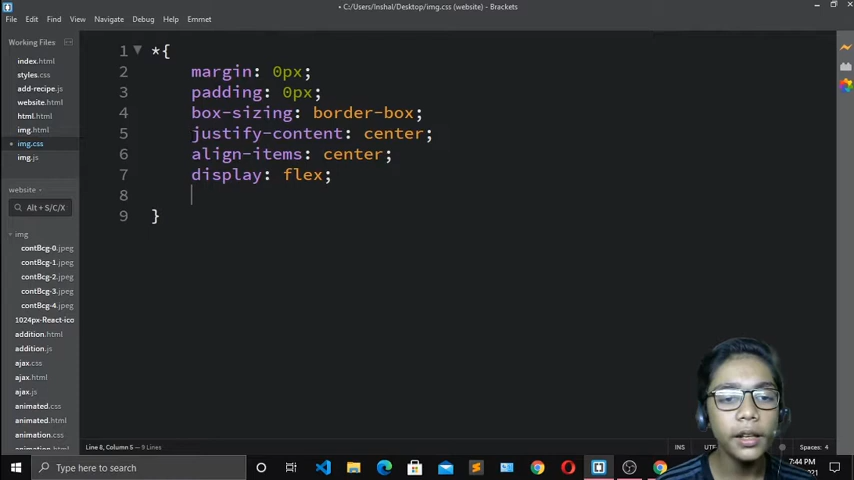 • C:/Users/Inshal/Desktop/img.css (website) - Brackets
File Edit Find View Navigate Debug Help Emmet
Working Files
index.html
styles.css
add-recipe.js
website.html
html.html
img.html
img.css
img.js
website
Alt + S/C/X
img
contBcg-0.jpeg
contBcg-1.jpeg
contBcg-2.jpeg
contBcg-3.jpeg
contBcg-4.jpeg
1024px-React-ico
addition.html
addition.js
ajax.css
ajax.html
ajax.js
animated.css
animated.html
animation.css
1 *{
2 margin: 0px;
3 padding: 0px;
4 box-sizing: border-box;
5 justify-content: center;
6 align-items: center;
7 display: flex;
8
9 }
Line 8, Column 5 — 9 Lines
INS UTF Spaces: 4
Type here to search
7:44 PM